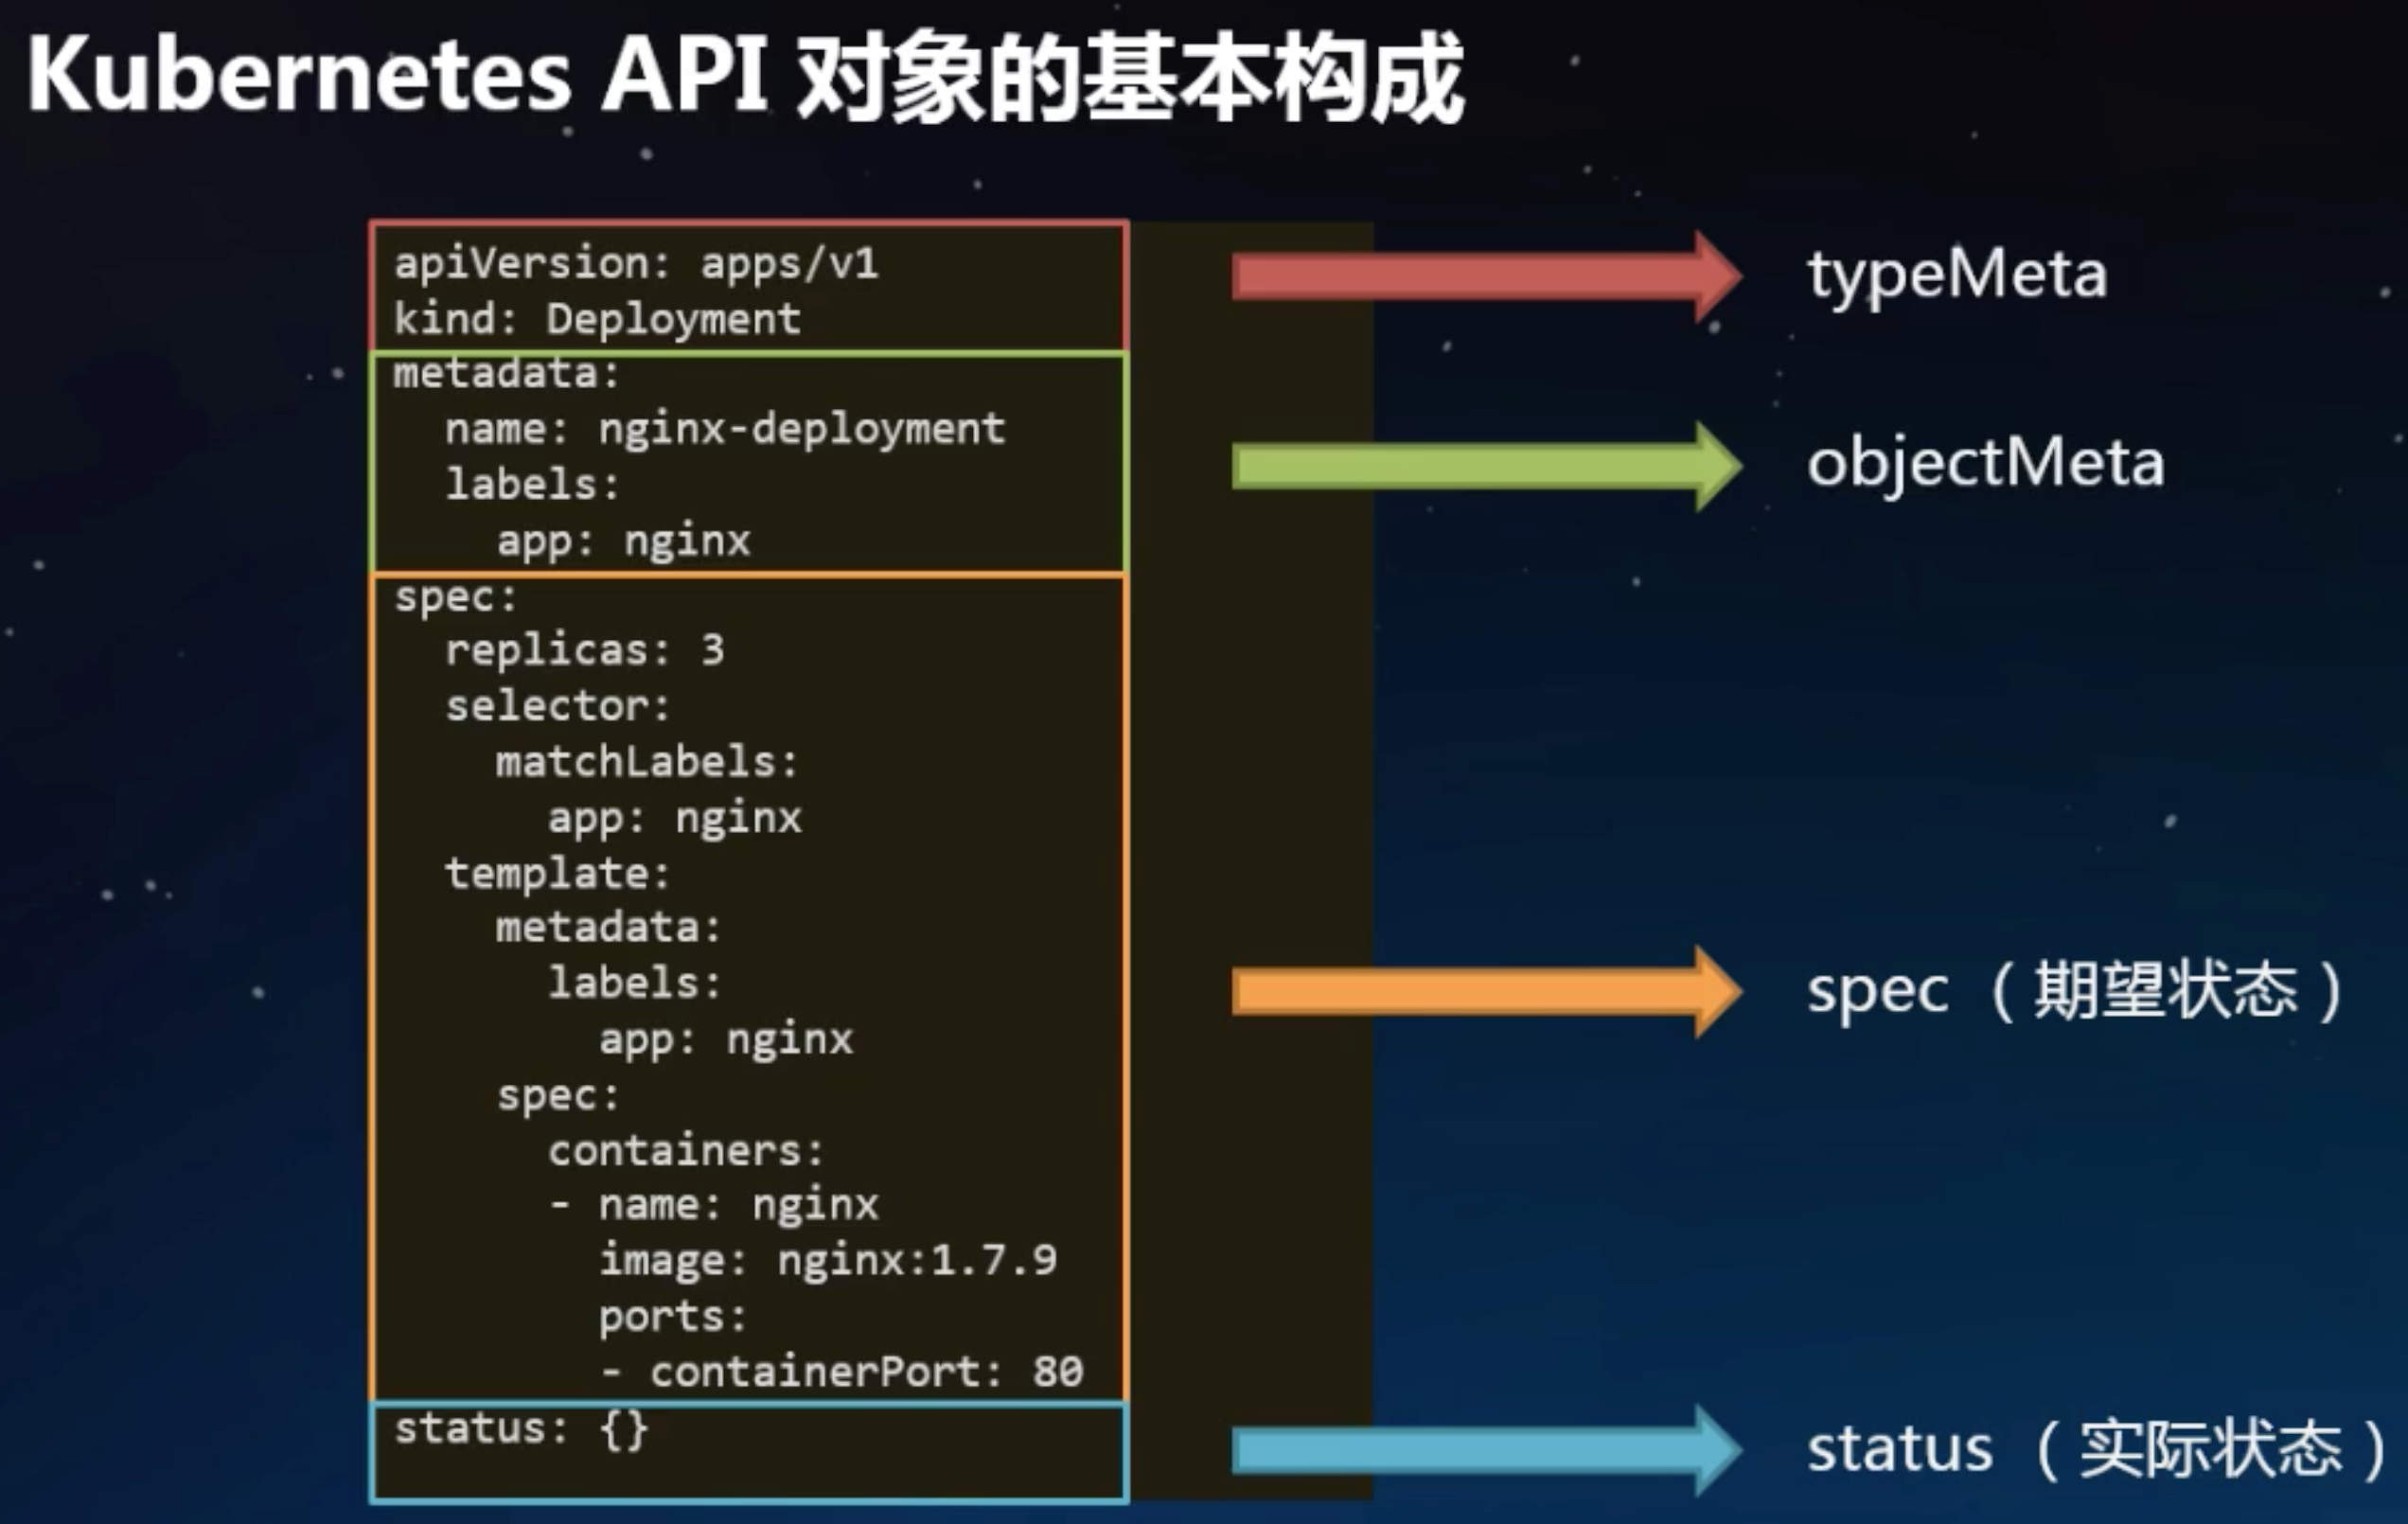 Kubernetes API 对象的基本构成
apiVersion: apps/v1
kind: Deployment
metadata:
  name: nginx-deployment
  labels:
    app: nginx
spec:
  replicas: 3
  selector:
    matchLabels:
      app: nginx
  template:
    metadata:
      labels:
        app: nginx
    spec:
      containers:
      - name: nginx
        image: nginx:1.7.9
        ports:
        - containerPort: 80
status: {}
typeMeta
objectMeta
spec（期望状态）
status（实际状态）